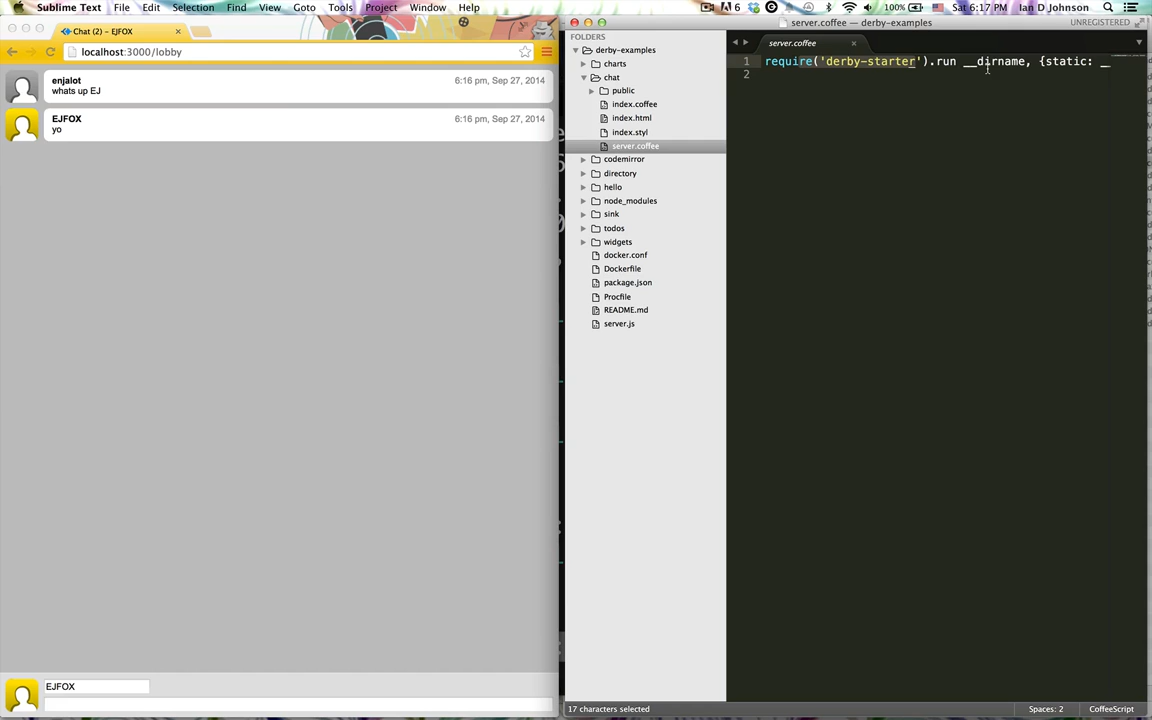 Sublime Text File Edit Selection Find View Goto Tools Project Window Help 6 100% Sat 6:17 PM Ian D Johnson
Chat (2) – EJFOX
localhost:3000/lobby
enjalot 6:16 pm, Sep 27, 2014
whats up EJ
EJFOX 6:16 pm, Sep 27, 2014
yo
EJFOX
server.coffee — derby-examples UNREGISTERED
FOLDERS
derby-examples
charts
chat
public
index.coffee
index.html
index.styl
server.coffee
codemirror
directory
hello
node_modules
sink
todos
widgets
docker.conf
Dockerfile
package.json
Procfile
README.md
server.js
server.coffee
1 require('derby-starter').run __dirname, {static: __
2
17 characters selected Spaces: 2 CoffeeScript